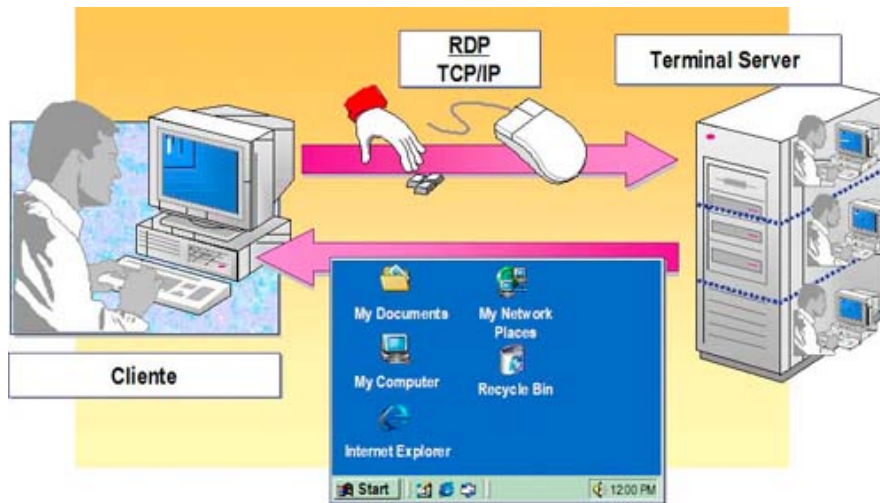 RDP
TCP/IP
Terminal Server
Cliente
My Documents
My Network
Places
My Computer
Recycle Bin
Internet Explorer
Start
12:00 PM